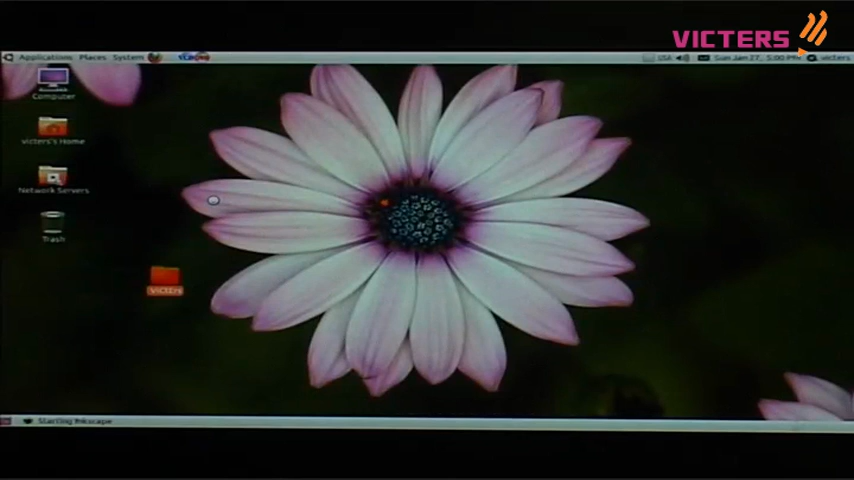 VICTERS
Applications Places System
USA Sun Jan 27, 5:00 PM victers
Computer
victers's Home
Network Servers
Trash
VICTERS
Starting Inkscape